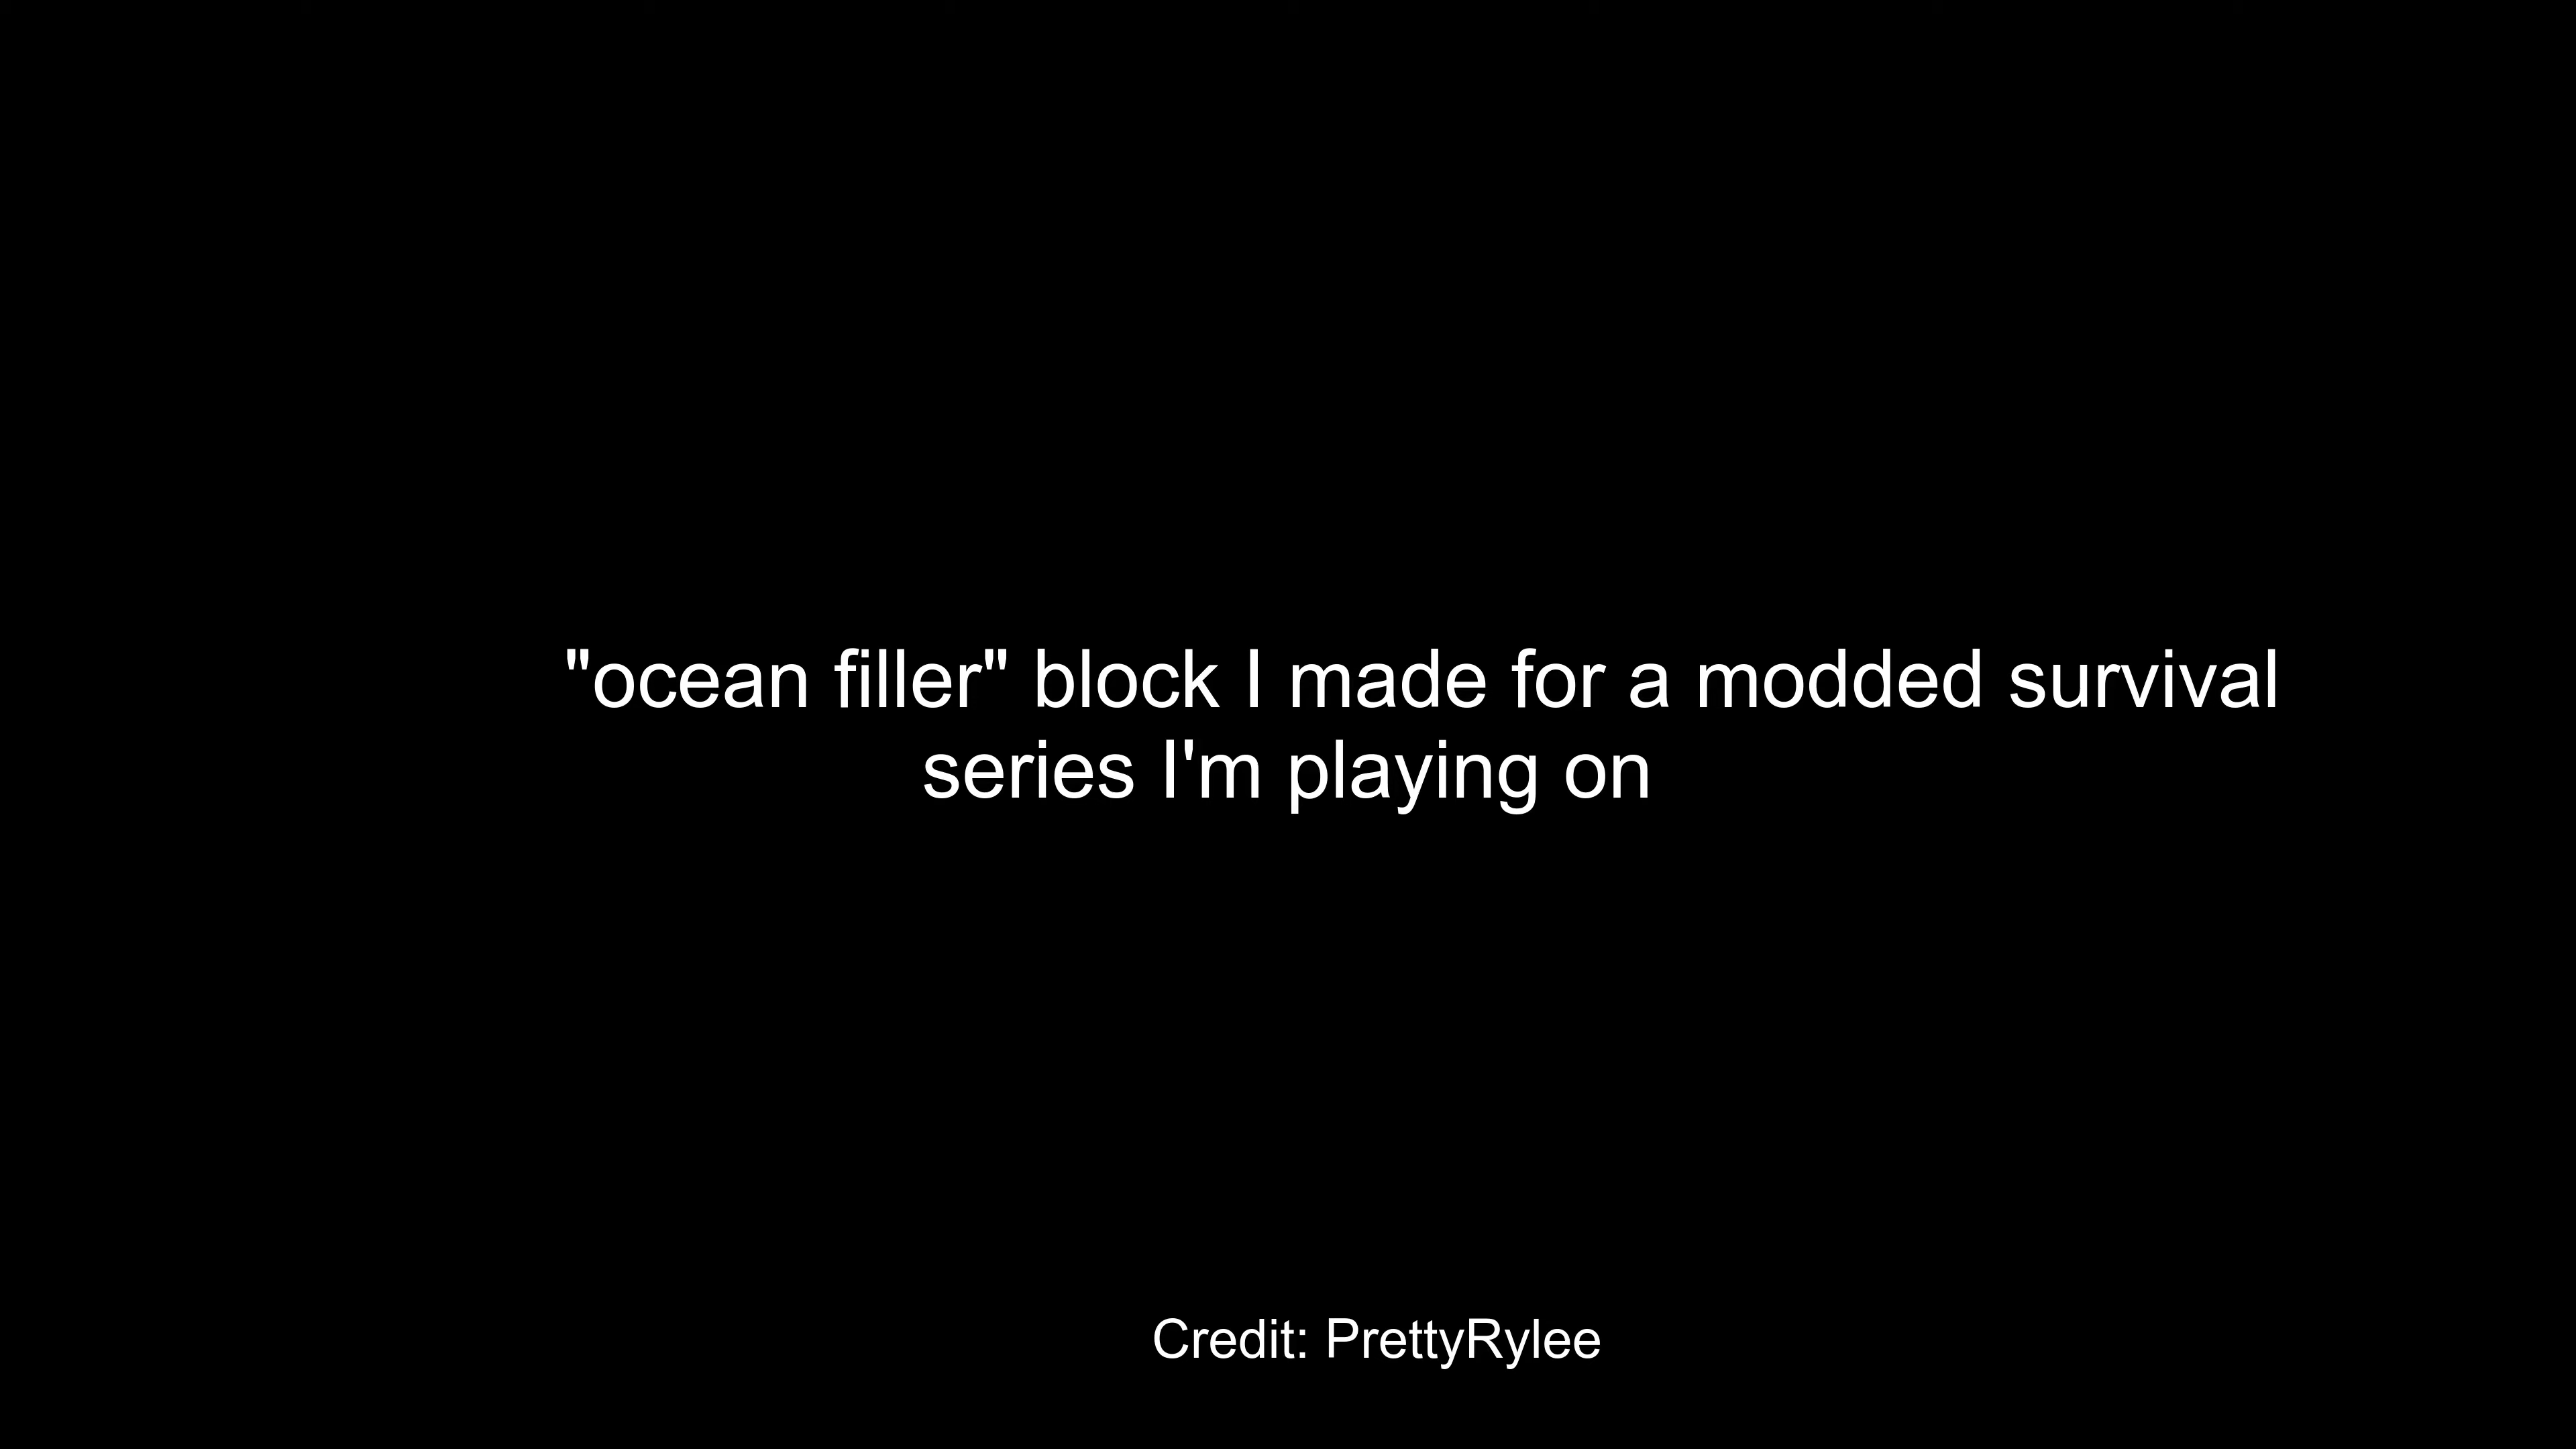 "ocean filler" block I made for a modded survival
series I'm playing on
Credit: PrettyRylee